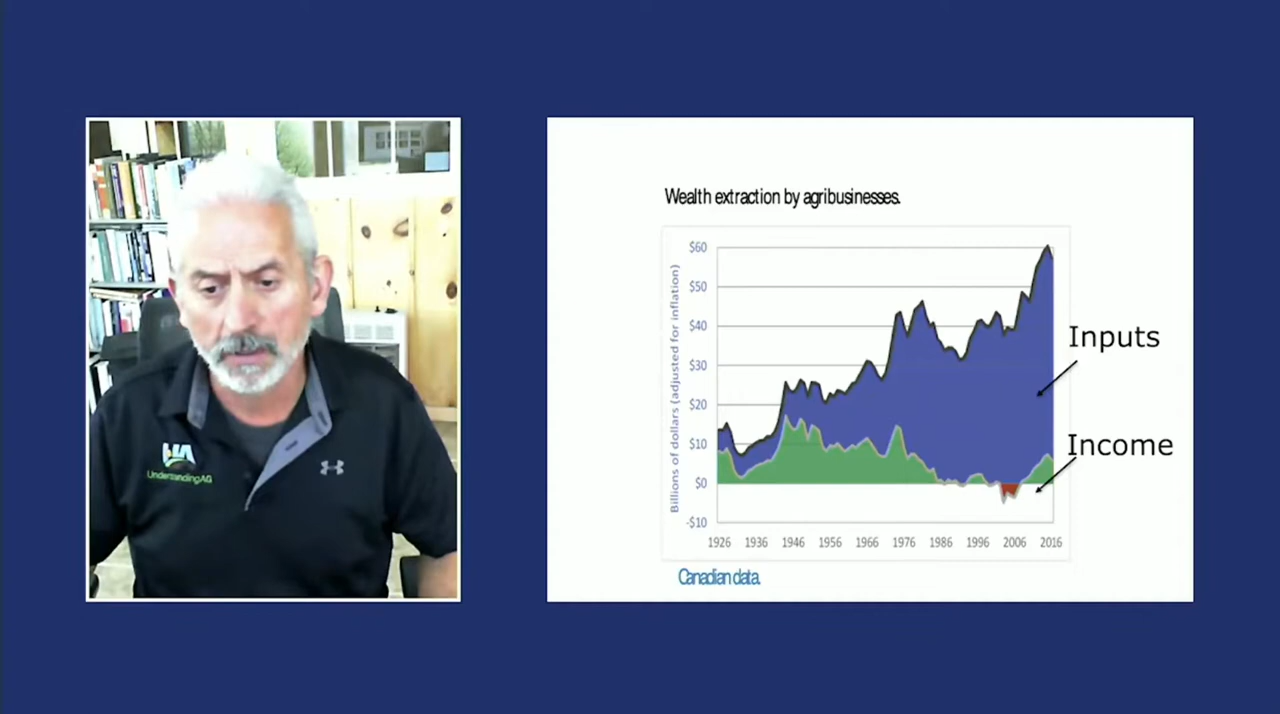 Wealth extraction by agribusinesses.
Billions of dollars (adjusted for inflation)
$60
$50
$40
$30
$20
$10
$0
-$10
1926 1936 1946 1956 1966 1976 1986 1996 2006 2016
Inputs
Income
Canadian data.
UnderstandingAG